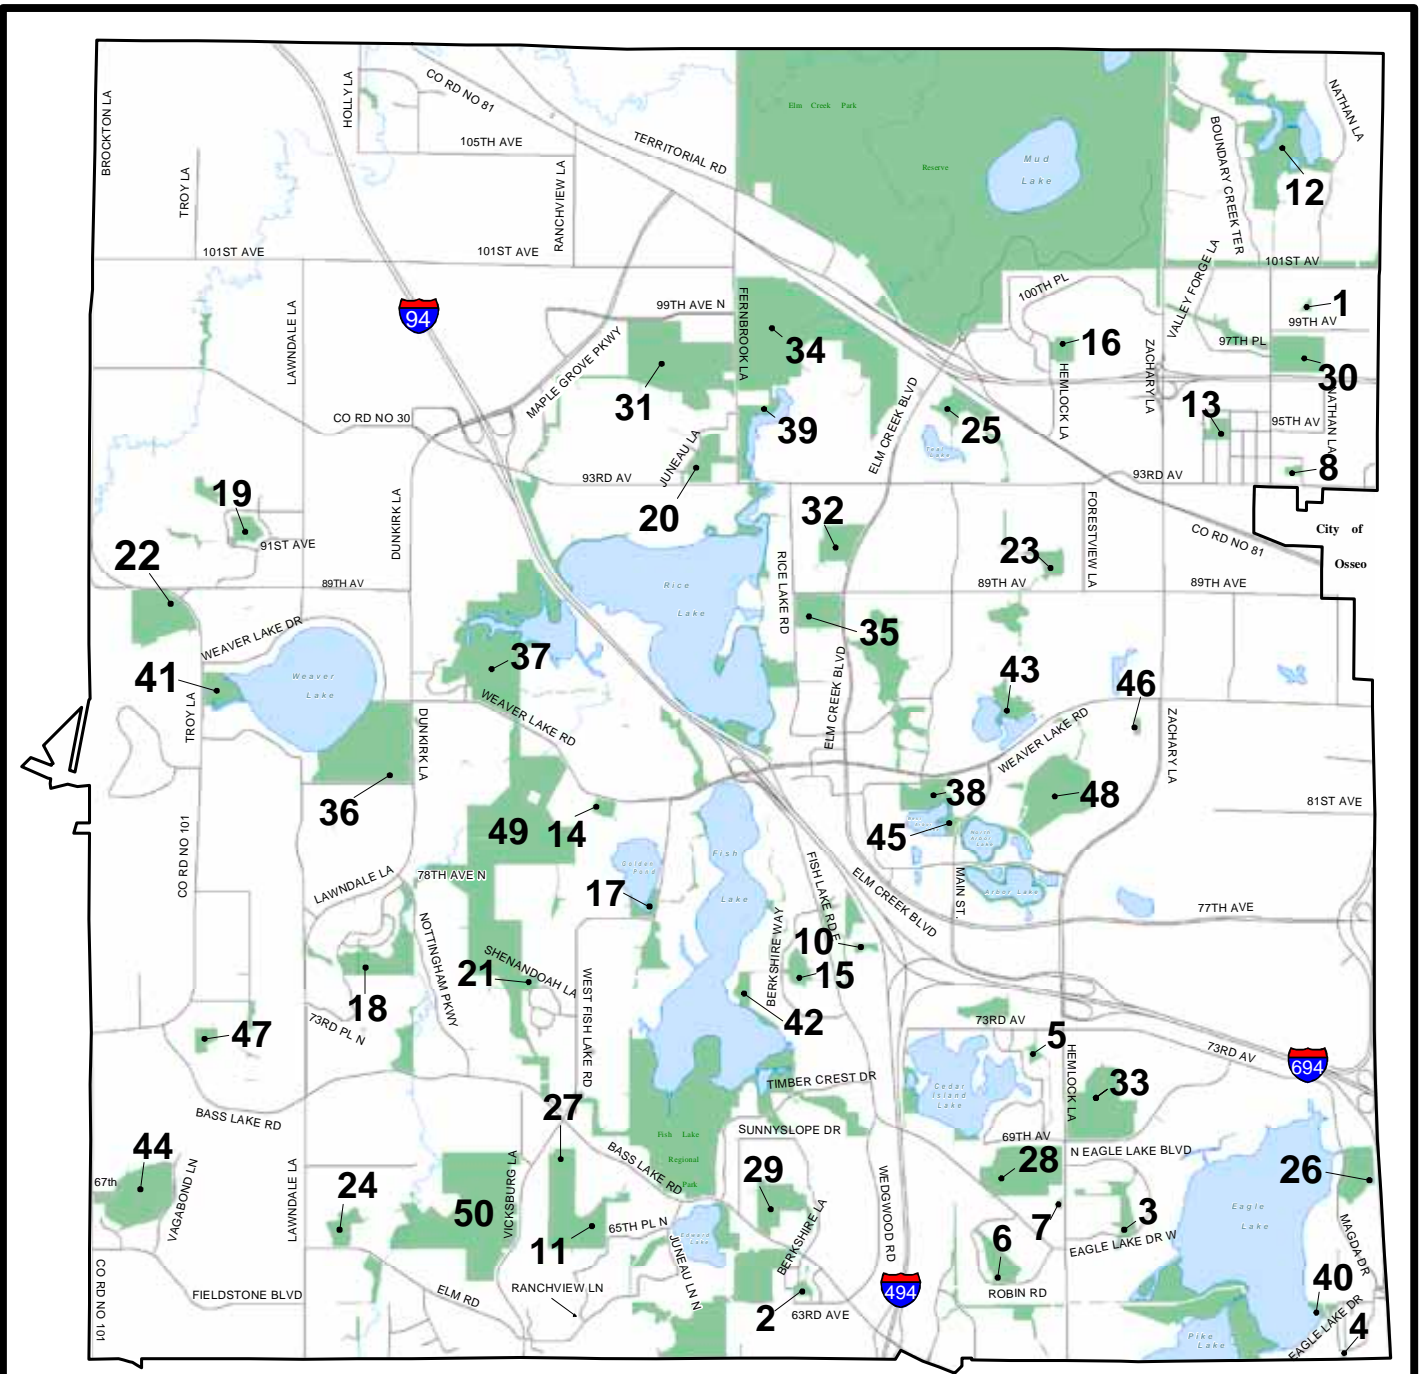 BROCKTON LA
HOLLY LA
CO RD NO 81
Elm Creek Park
NATHAN LA
105TH AVE
TERRITORIAL RD
BOUNDARY CREEK TER
Mud
Lake
Reserve
12
TROY LA
RANCHVIEW LA
101ST AVE
101ST AVE
101ST AV
VALLEY FORGE LA
100TH PL
94
FERNBROOK LA
99TH AVE N
1
99TH AV
LAWNDALE LA
34
16
97TH PL
ZACHARY LA
30
MAPLE GROVE PKWY
31
HEMLOCK LA
NATHAN LA
ELM CREEK BLVD
13
CO RD NO 30
39
25
95TH AV
JUNEAU LA
Teal
Lake
8
93RD AV
93RD AV
19
DUNKIRK LA
20
32
FORESTVIEW LA
City of
CO RD NO 81
91ST AVE
23
Osseo
22
RICE LAKE RD
89TH AV
Rice
Lake
89TH AV
89TH AVE
WEAVER LAKE DR
35
37
41
Weaver
Lake
ELM CREEK BLVD
43
46
TROY LA
WEAVER LAKE RD
DUNKIRK LA
WEAVER LAKE RD
ZACHARY LA
36
38
48
81ST AVE
49
14
45
North
Arbor
Lake
CO RD NO 101
Fish
Lake
Golden
Pond
FISH LAKE RD E
LAWNDALE LA
78TH AVE N
17
ELM CREEK BLVD
MAIN ST.
Arbor Lake
77TH AVE
NOTTINGHAM PKWY
BERKSHIRE WAY
10
SHENANDOAH LA
21
15
WEST FISH LAKE RD
18
42
73RD PL N
47
73RD AV
5
73RD AV
694
HEMLOCK LA
33
TIMBER CREST DR
Cedar
Island
Lake
BASS LAKE RD
27
SUNNYSLOPE DR
69TH AV
Fish Lake
Regional
Park
N EAGLE LAKE BLVD
44
BASS LAKE RD
28
26
67th
VAGABOND LN
LAWNDALE LA
24
VICKSBURG LA
29
WEDGWOOD RD
50
7
3
Eagle
Lake
65TH PL N
BERKSHIRE LA
MAGDA DR
11
Edward
Lake
6
EAGLE LAKE DR W
JUNEAU LN N
CO RD NO 101
FIELDSTONE BLVD
ELM RD
RANCHVIEW LN
494
ROBIN RD
40
2
63RD AVE
EAGLE LAKE DR
4
Pike
Lake